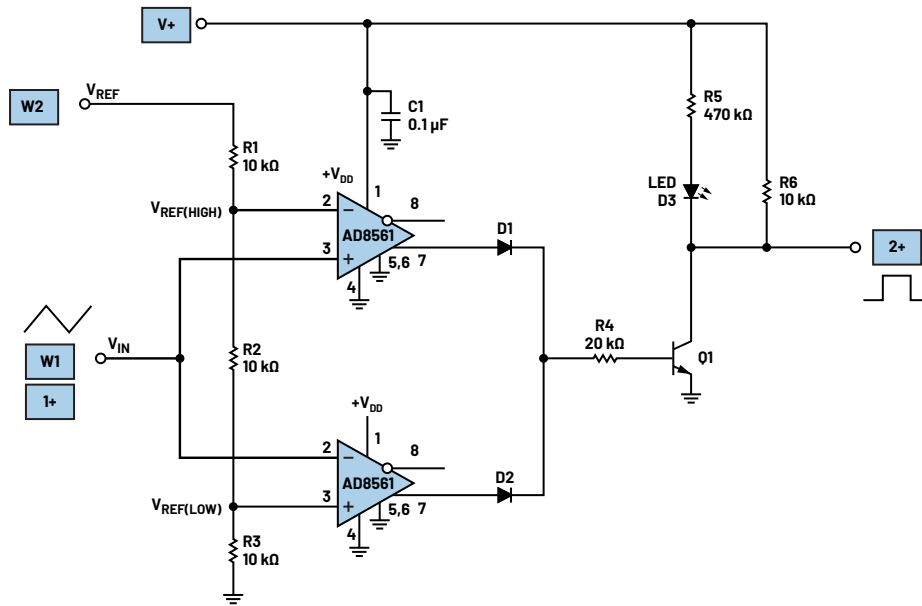 V+
W2
VREF
R1
10 kΩ
C1
0.1 µF
R5
470 kΩ
+VDD
1
2
8
VREF(HIGH)
–
AD8561
3
+
5,6
7
4
D1
LED
D3
R6
10 kΩ
2+
VIN
W1
1+
R2
10 kΩ
R4
20 kΩ
Q1
+VDD
1
2
8
–
AD8561
VREF(LOW)
3
+
5,6
7
4
D2
R3
10 kΩ